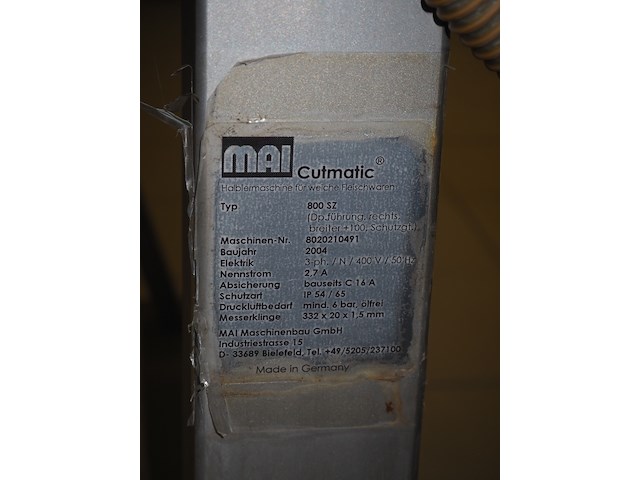 MAI Cutmatic®
Halbiermaschine für weiche Fleischwaren
Typ 800 SZ
(Dp.führung, rechts,
breiter +100, Schutzgit.)
Maschinen-Nr. 8020210491
Baujahr 2004
Elektrik 3 ph. / N / 400 V / 50 Hz
Nennstrom 2,7 A
Absicherung bauseits C 16 A
Schutzart IP 54 / 65
Druckluftbedarf mind. 6 bar, ölfrei
Messerklinge 332 x 20 x 1,5 mm
MAI Maschinenbau GmbH
Industriestrasse 15
D- 33689 Bielefeld, Tel. +49/5205/237100
Made in Germany